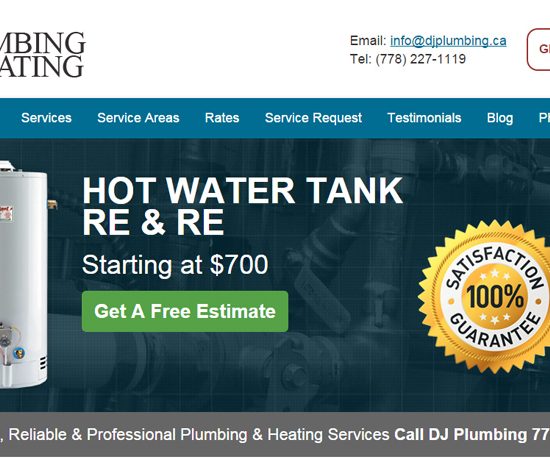 MBING
ATING
Email: info@djplumbing.ca
Tel: (778) 227-1119
G
Services Service Areas Rates Service Request Testimonials Blog P
HOT WATER TANK
RE & RE
Starting at $700
Get A Free Estimate
SATISFACTION
100%
GUARANTEE
, Reliable & Professional Plumbing & Heating Services Call DJ Plumbing 77